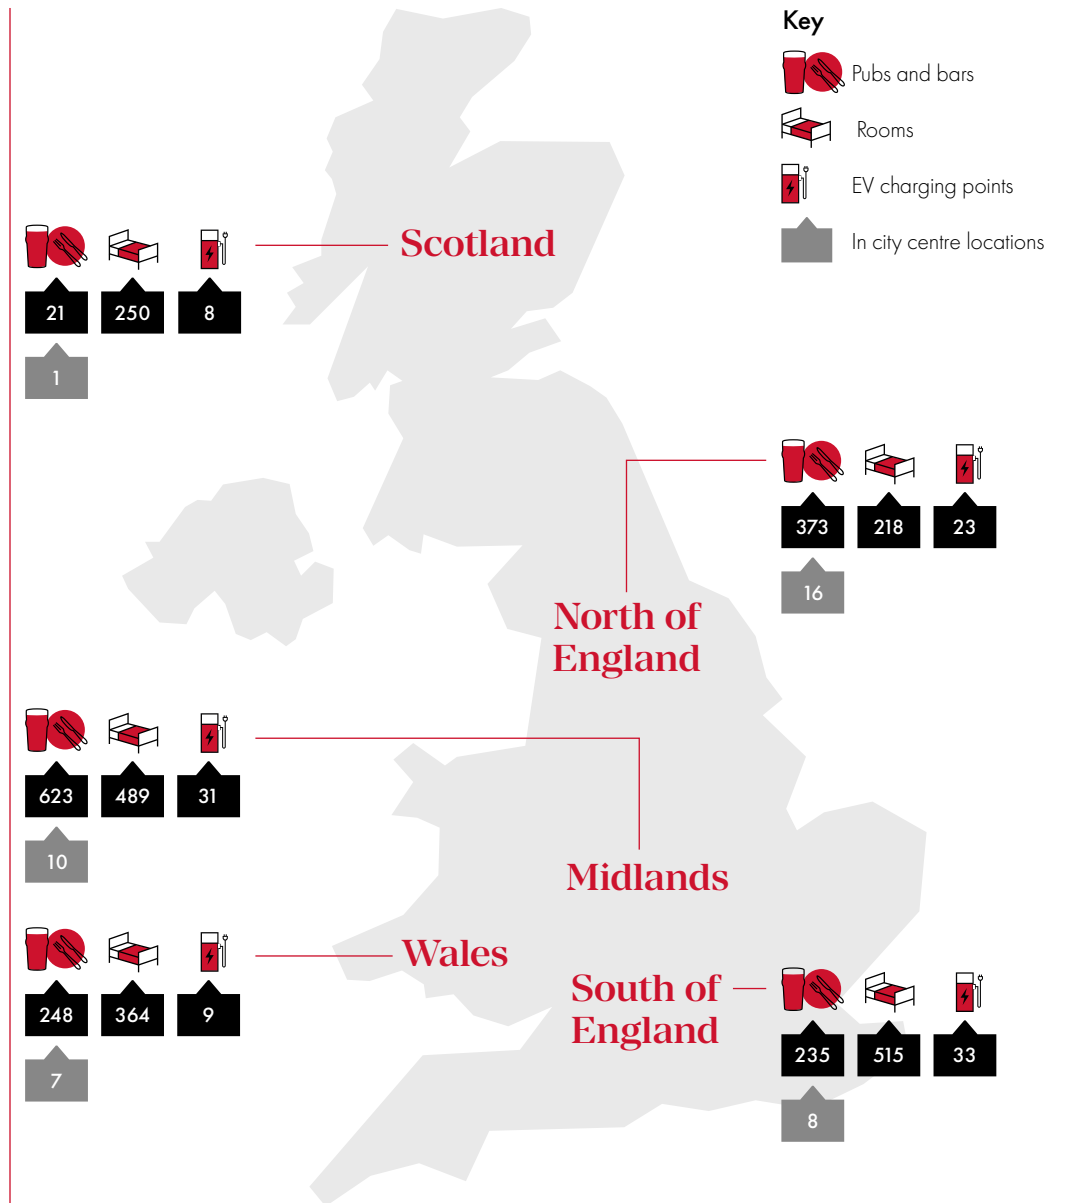 Key
Pubs and bars
Rooms
EV charging points
In city centre locations
Scotland
21 250 8
1
North of
England
373 218 23
16
Midlands
623 489 31
10
Wales
248 364 9
7
South of
England
235 515 33
8